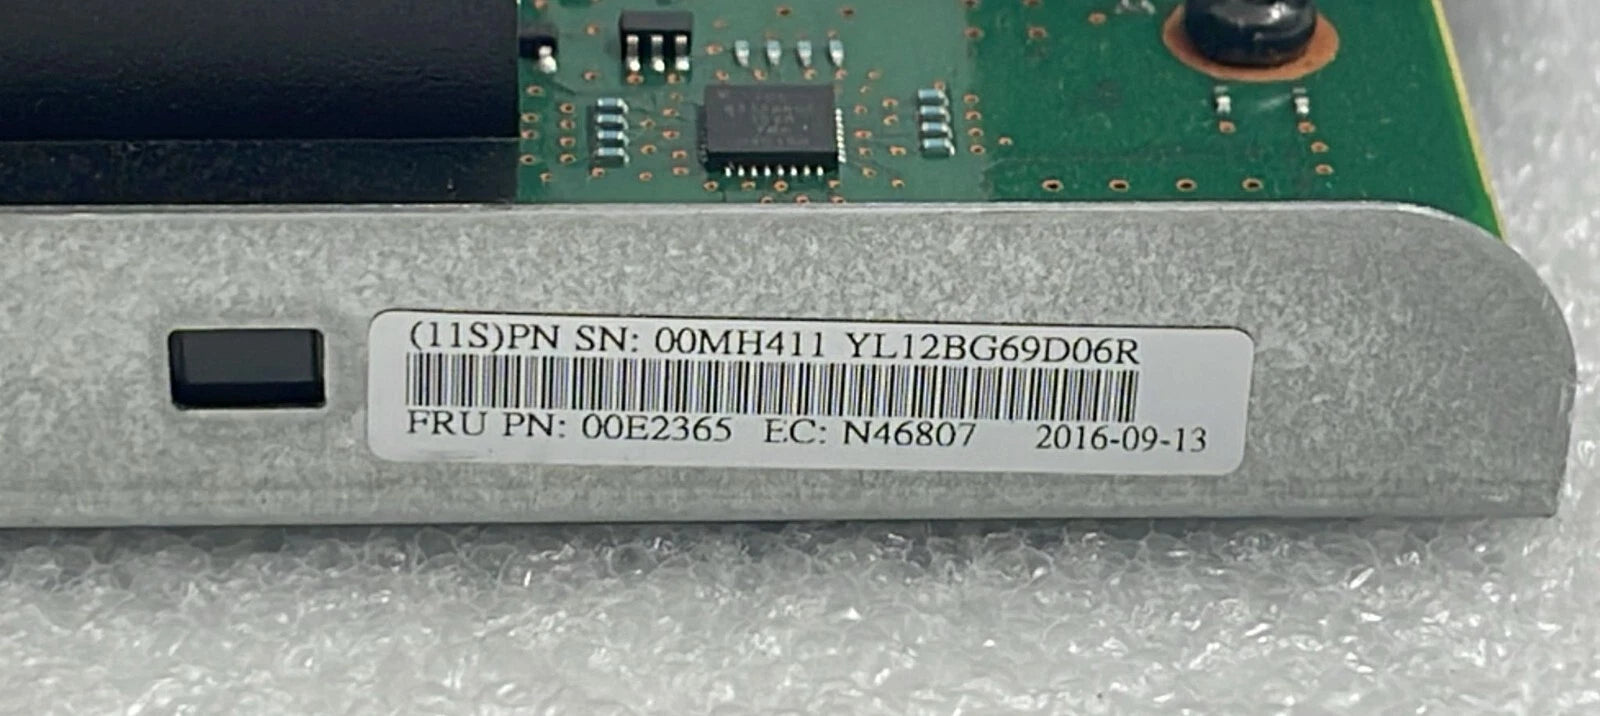 (11S)PN SN: 00MH411 YL12BG69D06R
FRU PN: 00E2365 EC: N46807 2016-09-13